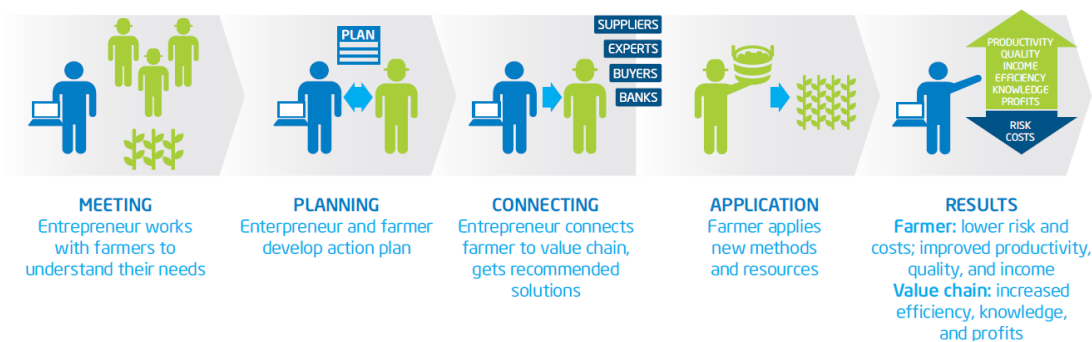 PLAN
SUPPLIERS
EXPERTS
BUYERS
BANKS
PRODUCTIVITY
QUALITY
INCOME
EFFICIENCY
KNOWLEDGE
PROFITS
RISK
COSTS
MEETING
Entrepreneur works
with farmers to
understand their needs
PLANNING
Enterpreneur and farmer
develop action plan
CONNECTING
Entrepreneur connects
farmer to value chain,
gets recommended
solutions
APPLICATION
Farmer applies
new methods
and resources
RESULTS
Farmer: lower risk and
costs; improved productivity,
quality, and income
Value chain: increased
efficiency, knowledge,
and profits